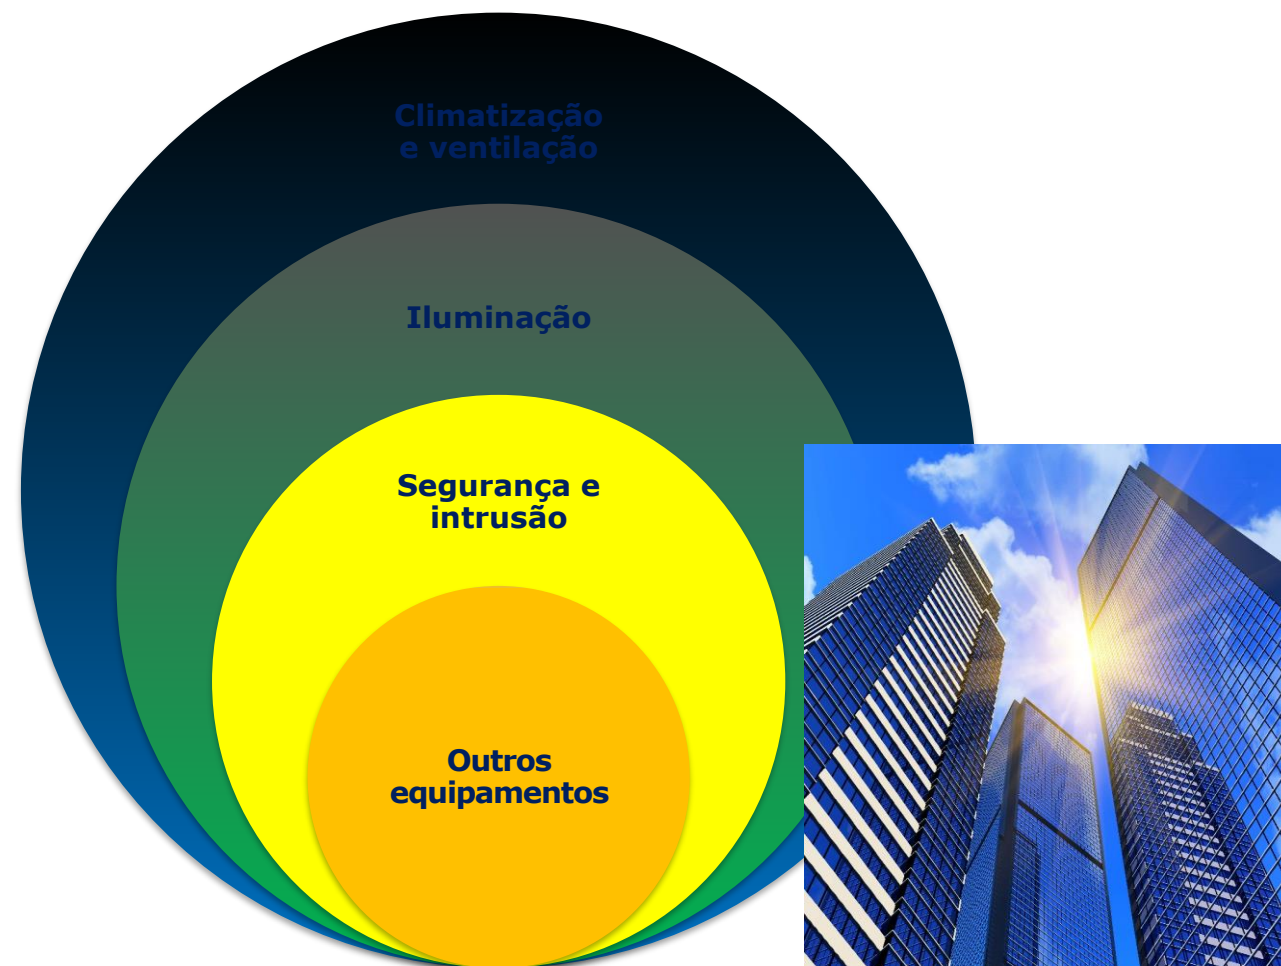 Climatização
e ventilação
Iluminação
Segurança e
intrusão
Outros
equipamentos